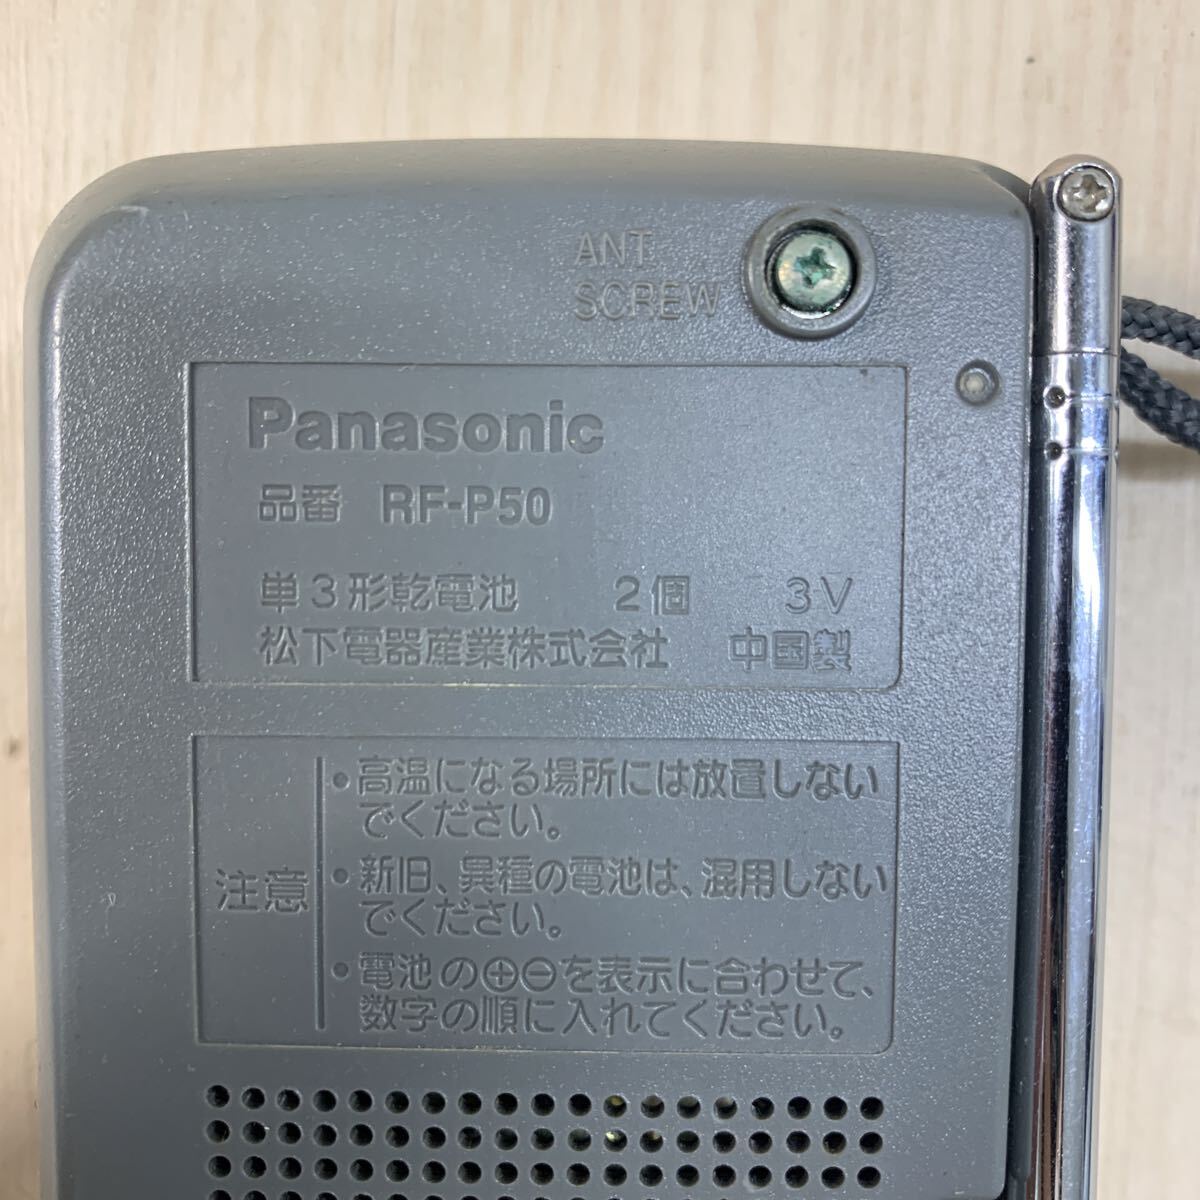 ANT.
SCREW
Panasonic
品番 RF-P50
単3形乾電池 2個 3V
松下電器産業株式会社 中国製
注意
・高温になる場所には放置しない
でください。
・新旧、異種の電池は、混用しない
でください。
・電池の⊕⊖を表示に合わせて、
数字の順に入れてください。